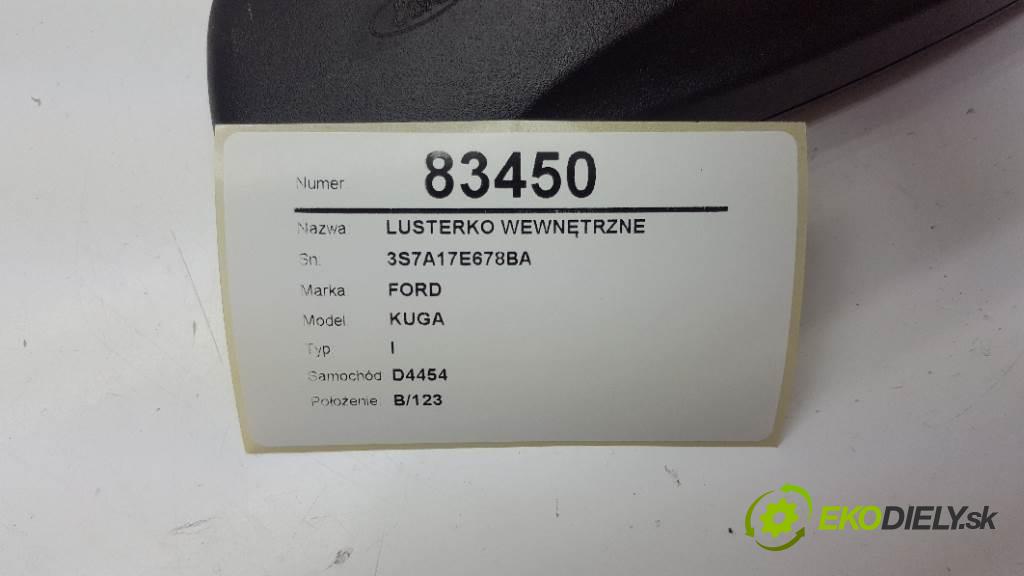 Numer 83450
Nazwa LUSTERKO WEWNĘTRZNE
Sn. 3S7A17E678BA
Marka FORD
Model KUGA
Typ I
Samochód D4454
Położenie B/123
EKODIELY.sk